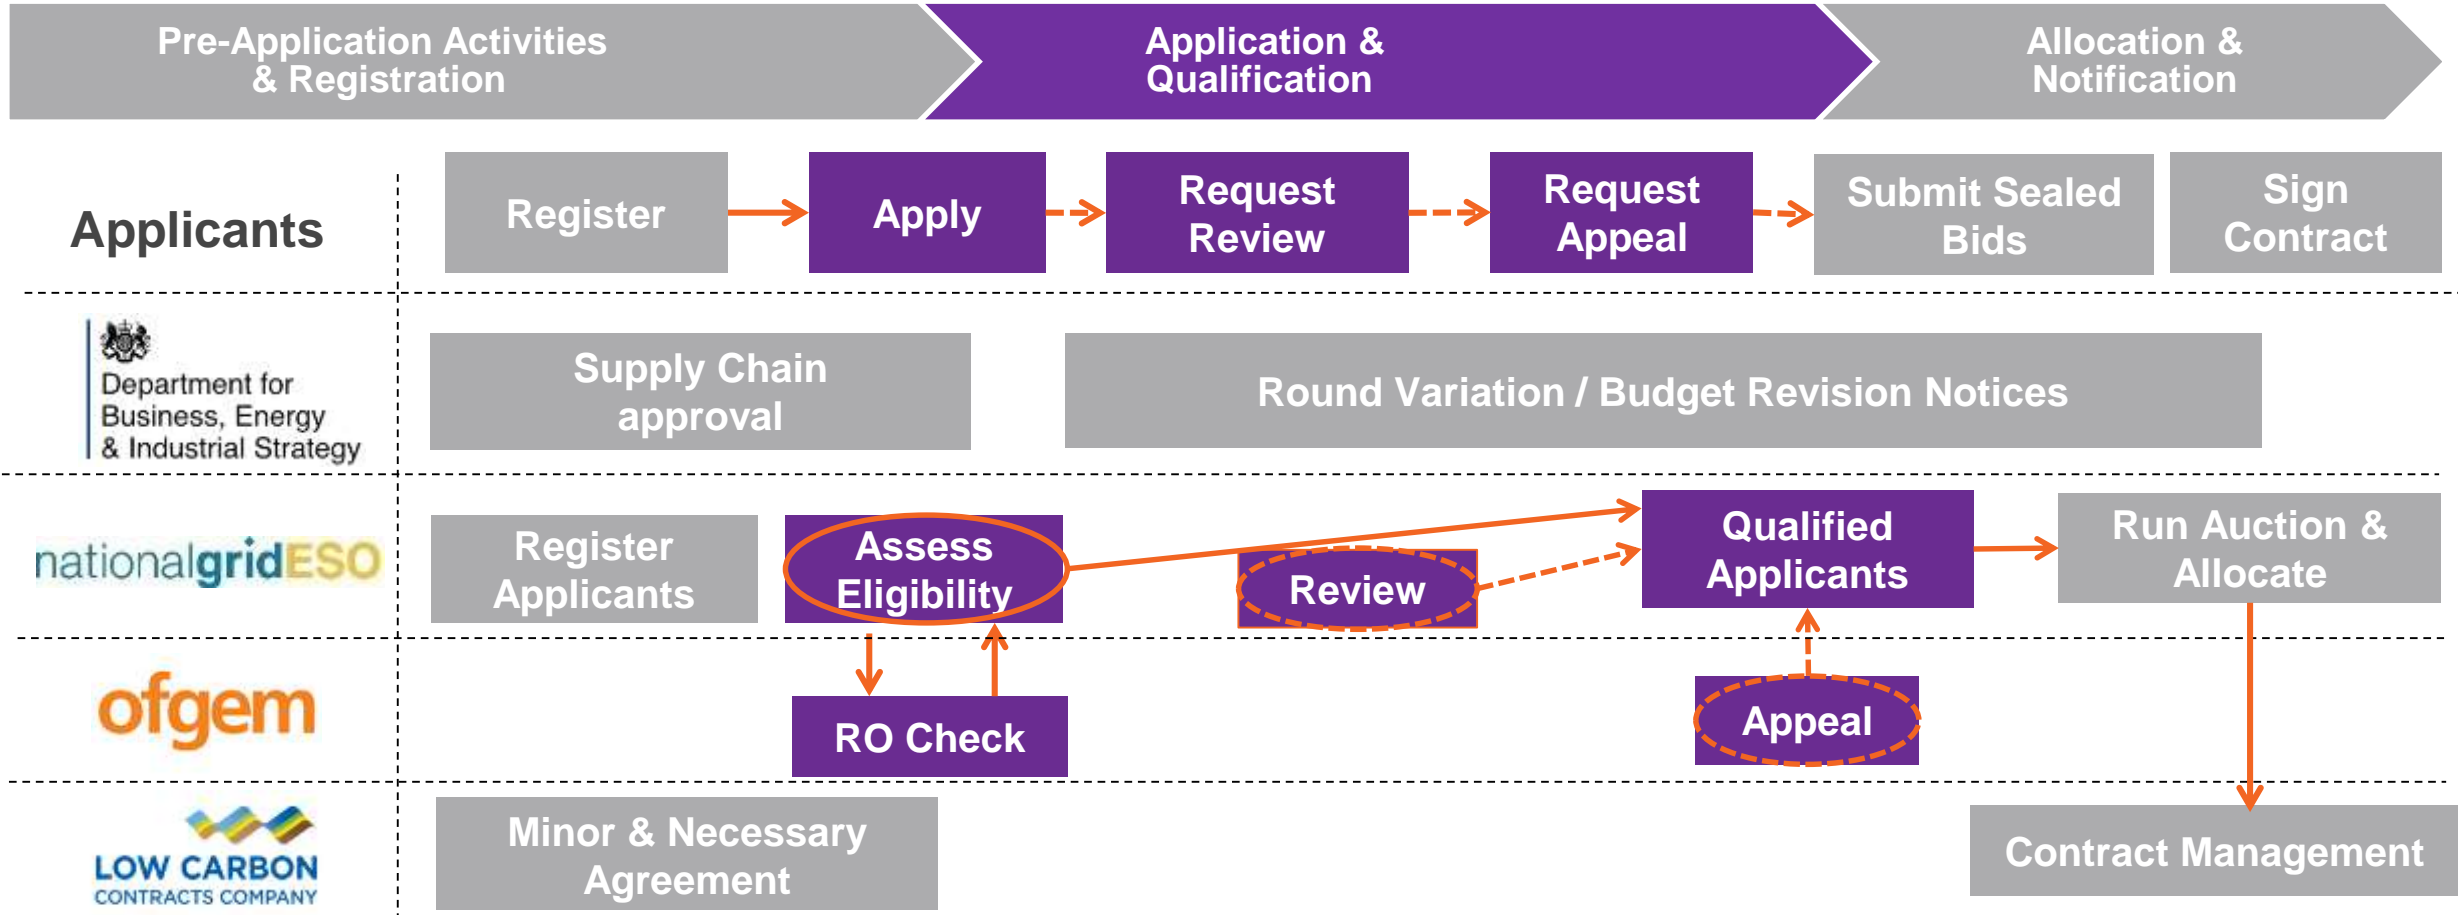 Pre-Application Activities
& Registration
Application &
Qualification
Allocation &
Notification
Applicants
Register
Apply
Request
Review
Request
Appeal
Submit Sealed
Bids
Sign
Contract
Department for
Business, Energy
& Industrial Strategy
Supply Chain
approval
Round Variation / Budget Revision Notices
nationalgridESO
Register
Applicants
Assess
Eligibility
Review
Qualified
Applicants
Run Auction &
Allocate
ofgem
RO Check
Appeal
LOW CARBON
CONTRACTS COMPANY
Minor & Necessary
Agreement
Contract Management